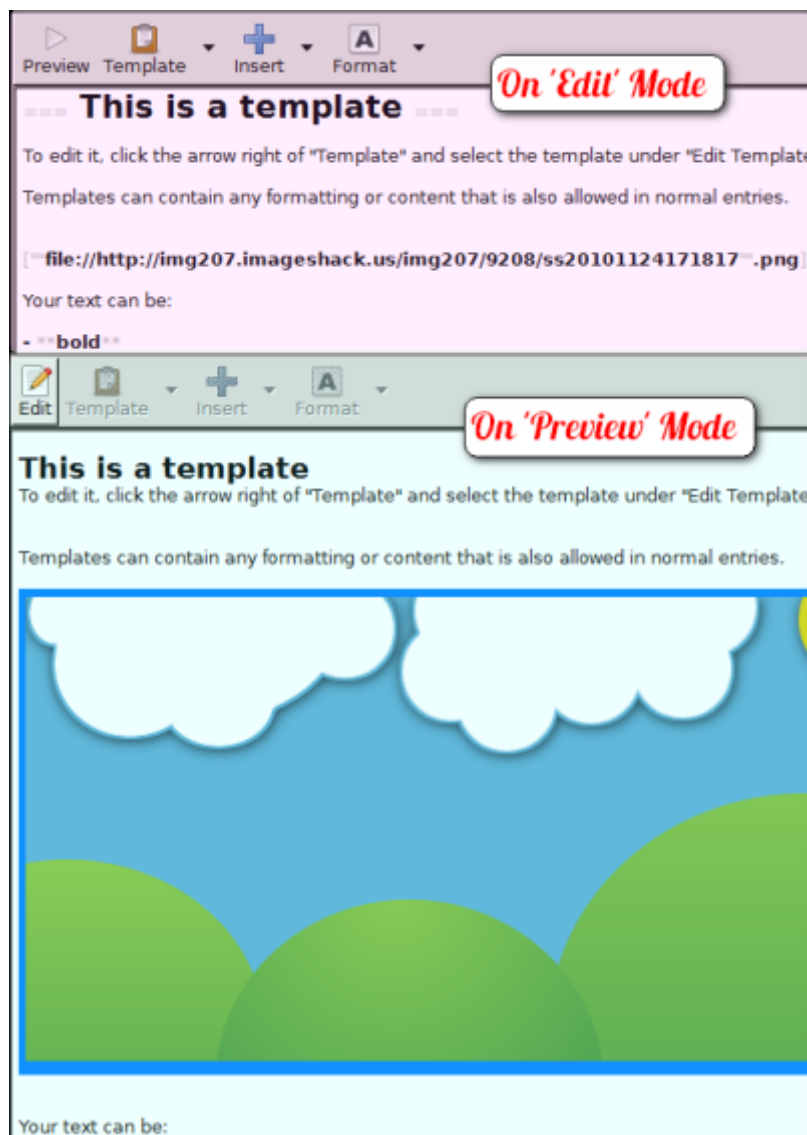 Preview Template Insert Format
On 'Edit' Mode
=== This is a template ===
To edit it, click the arrow right of "Template" and select the template under "Edit Template
Templates can contain any formatting or content that is also allowed in normal entries.
[""file://http://img207.imageshack.us/img207/9208/ss20101124171817"".png]
Your text can be:
- **bold**
Edit Template Insert Format
On 'Preview' Mode
This is a template
To edit it, click the arrow right of "Template" and select the template under "Edit Template
Templates can contain any formatting or content that is also allowed in normal entries.
Your text can be: